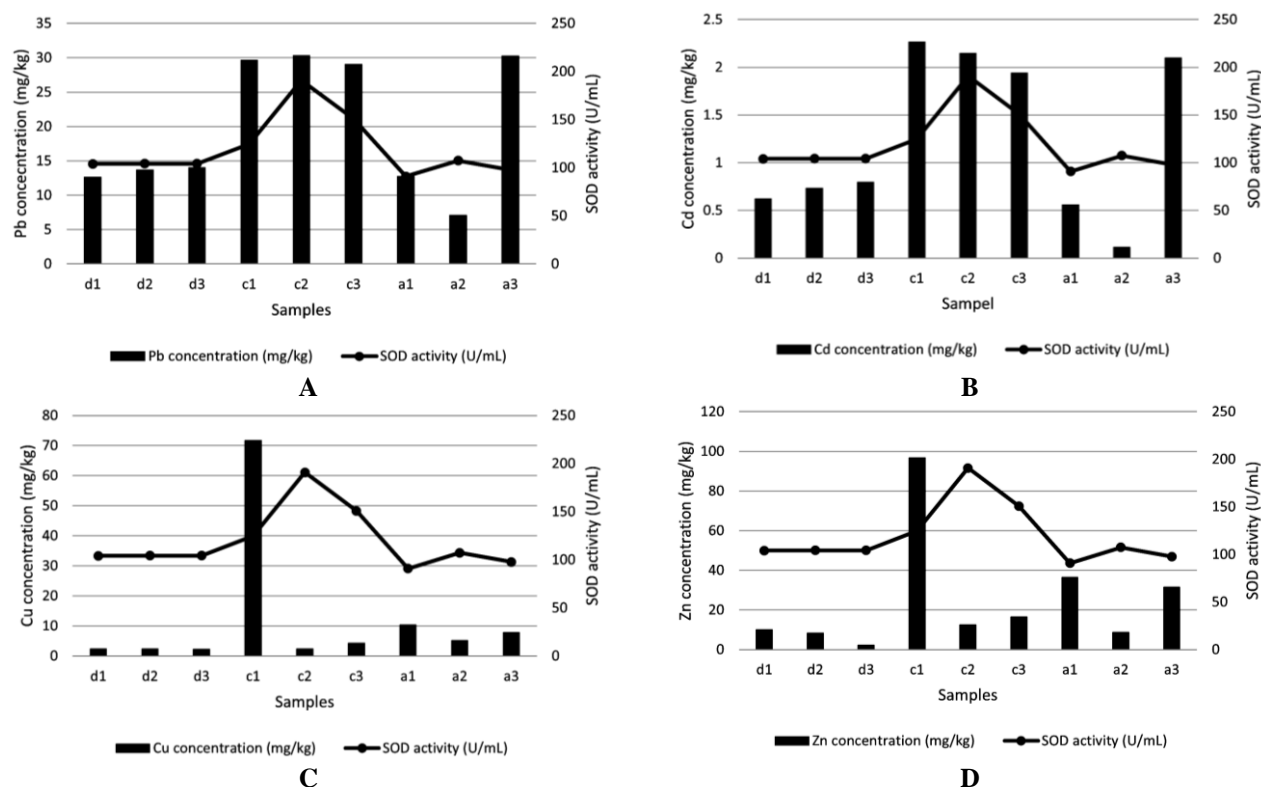 35
30
25
20
15
10
5
0
Pb concentration (mg/kg)
250
200
150
100
50
0
SOD activity (U/mL)
d1 d2 d3 c1 c2 c3 a1 a2 a3
Samples
Pb concentration (mg/kg) SOD activity (U/mL)
A
2.5
2
1.5
1
0.5
0
Cd concentration (mg/kg)
250
200
150
100
50
0
SOD activity (U/mL)
d1 d2 d3 c1 c2 c3 a1 a2 a3
Sampel
Cd concentration (mg/kg) SOD activity (U/mL)
B
80
70
60
50
40
30
20
10
0
Cu concentration (mg/kg)
250
200
150
100
50
0
SOD activity (U/mL)
d1 d2 d3 c1 c2 c3 a1 a2 a3
Samples
Cu concentration (mg/kg) SOD activity (U/mL)
C
120
100
80
60
40
20
0
Zn concentration (mg/kg)
250
200
150
100
50
0
SOD activity (U/mL)
d1 d2 d3 c1 c2 c3 a1 a2 a3
Samples
Zn concentration (mg/kg) SOD activity (U/mL)
D